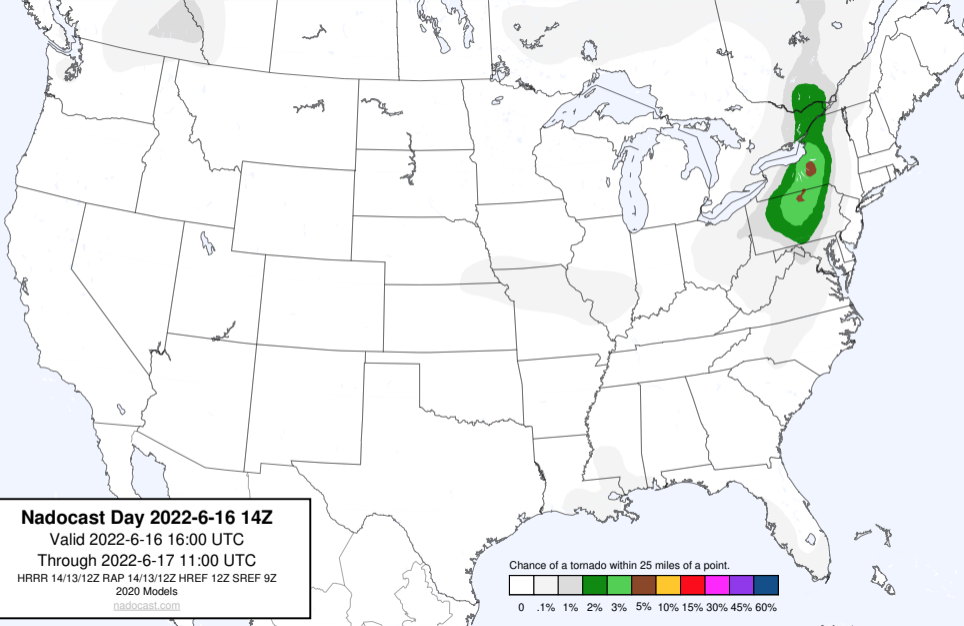 Nadocast Day 2022-6-16 14Z
Valid 2022-6-16 16:00 UTC
Through 2022-6-17 11:00 UTC
HRRR 14/13/12Z RAP 14/13/12Z HREF 12Z SREF 9Z
2020 Models
nadocast.com
Chance of a tornado within 25 miles of a point.
0 .1% 1% 2% 3% 5% 10% 15% 30% 45% 60%